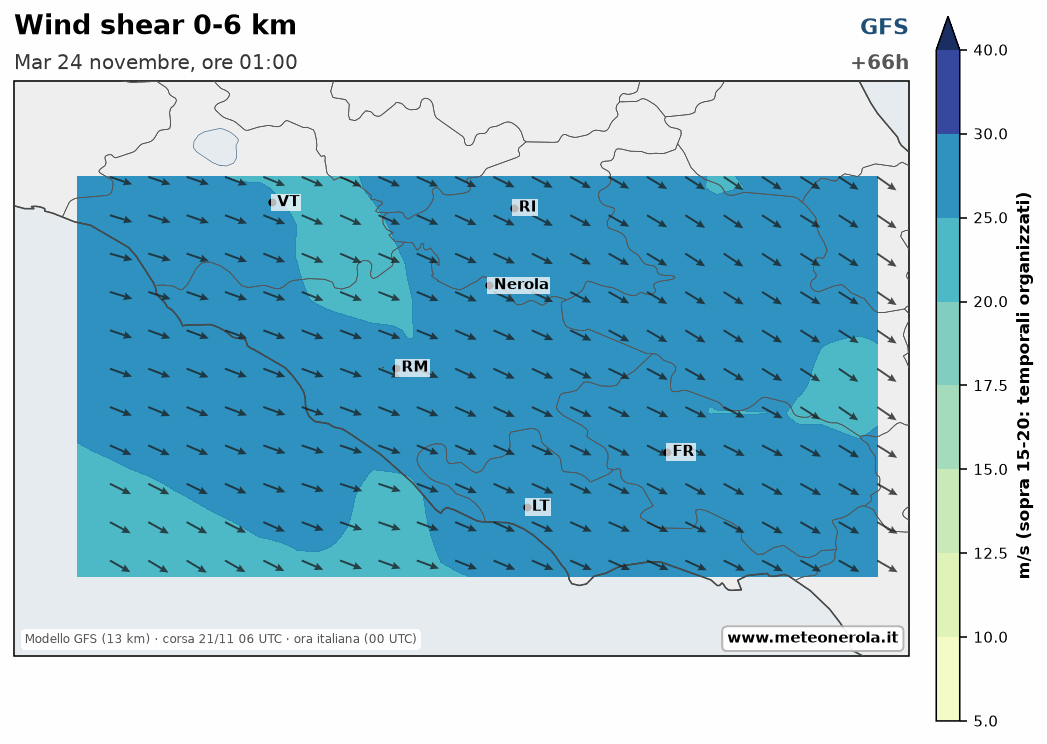 Wind shear 0-6 km
GFS
Mar 24 novembre, ore 01:00
+66h
VT
RI
Nerola
RM
FR
LT
Modello GFS (13 km) · corsa 21/11 06 UTC · ora italiana (00 UTC)
www.meteonerola.it
40.0
30.0
25.0
20.0
17.5
15.0
12.5
10.0
5.0
m/s (sopra 15-20: temporali organizzati)